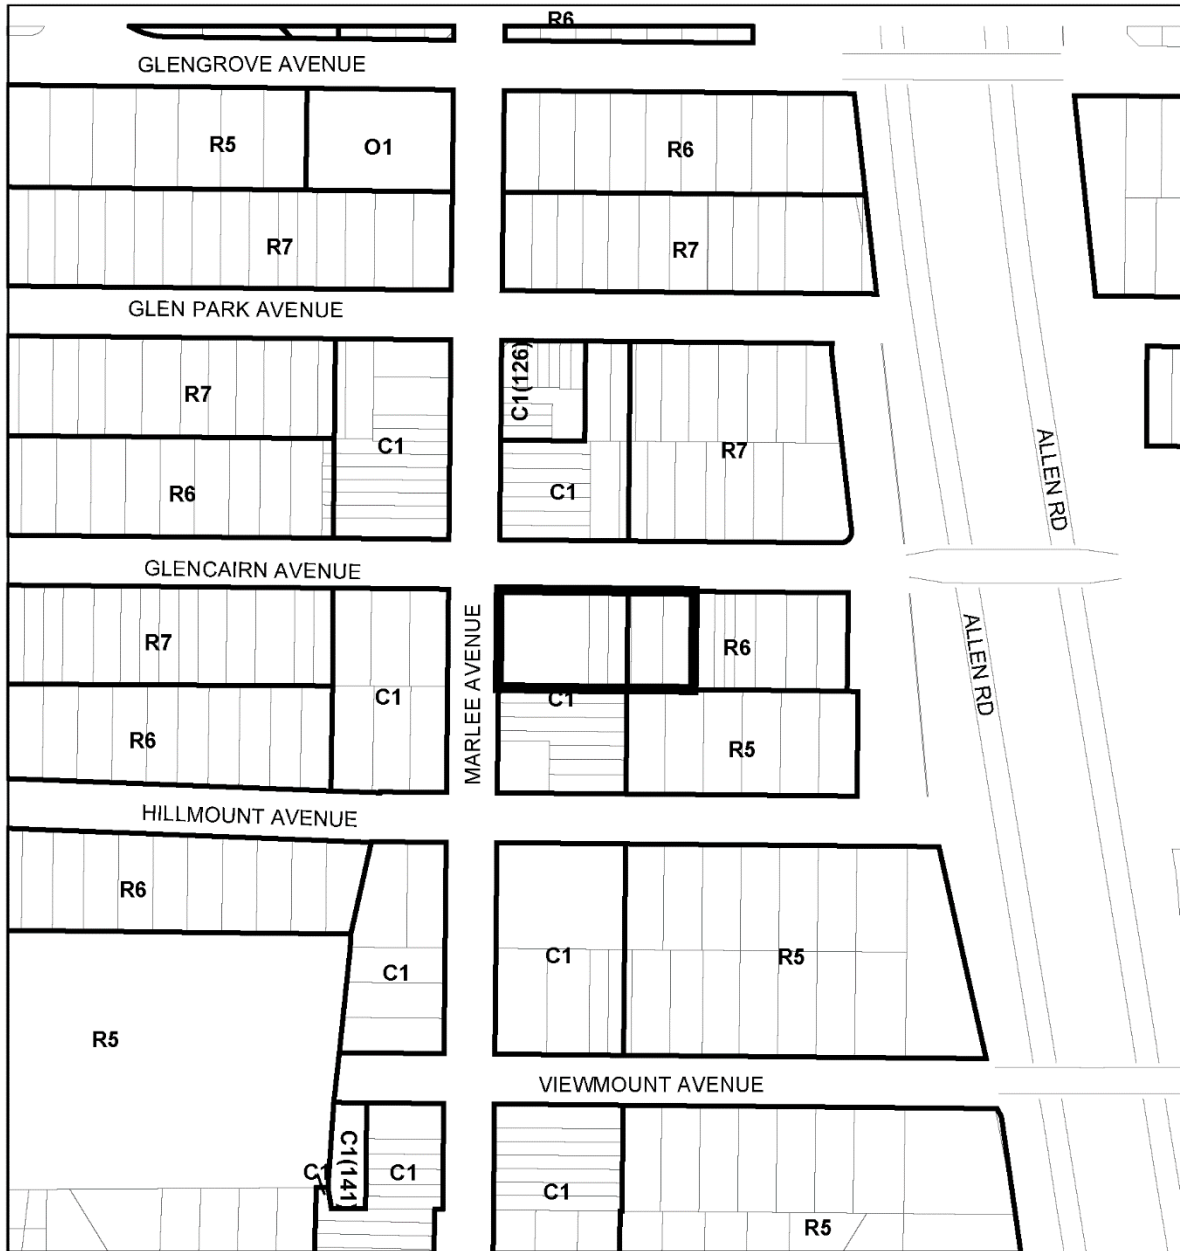 R6
GLENGROVE AVENUE
R5
O1
R6
R7
R7
GLEN PARK AVENUE
C1(126)
R7
C1
R7
R6
C1
ALLEN RD
GLENCAIRN AVENUE
MARLEE AVENUE
ALLEN RD
R7
R6
C1
C1
R6
R5
HILLMOUNT AVENUE
R6
C1
C1
R5
R5
VIEWMOUNT AVENUE
C1
C1(141)
C1
C1
R5